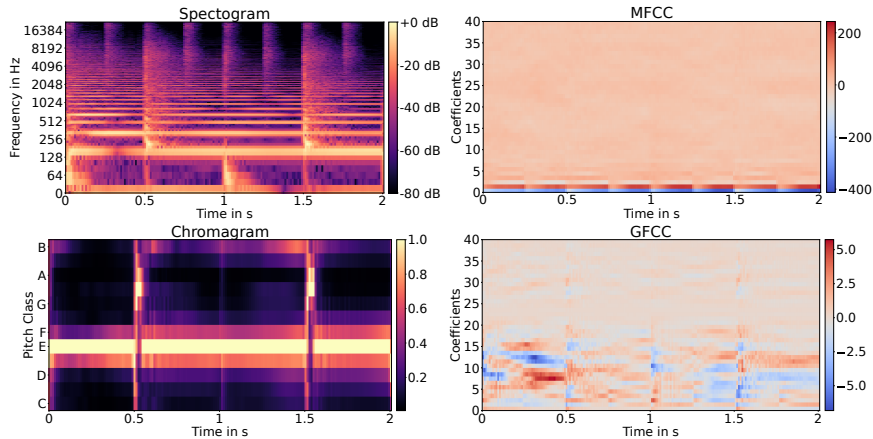 Spectogram
Frequency in Hz
16384
8192
4096
2048
1024
512
256
128
64
0
0 0.5 1.0 1.5 2
Time in s
+0 dB
-20 dB
-40 dB
-60 dB
-80 dB
MFCC
Coefficients
40
35
30
25
20
15
10
5
0
0 0.5 1.0 1.5 2
Time in s
200
0
−200
−400
Chromagram
Pitch Class
B
A
G
F
E
D
C
0 0.5 1.0 1.5 2
Time in s
1.0
0.8
0.6
0.4
0.2
GFCC
Coefficients
40
35
30
25
20
15
10
5
0
0 0.5 1.0 1.5 2
Time in s
5.0
2.5
0.0
−2.5
−5.0